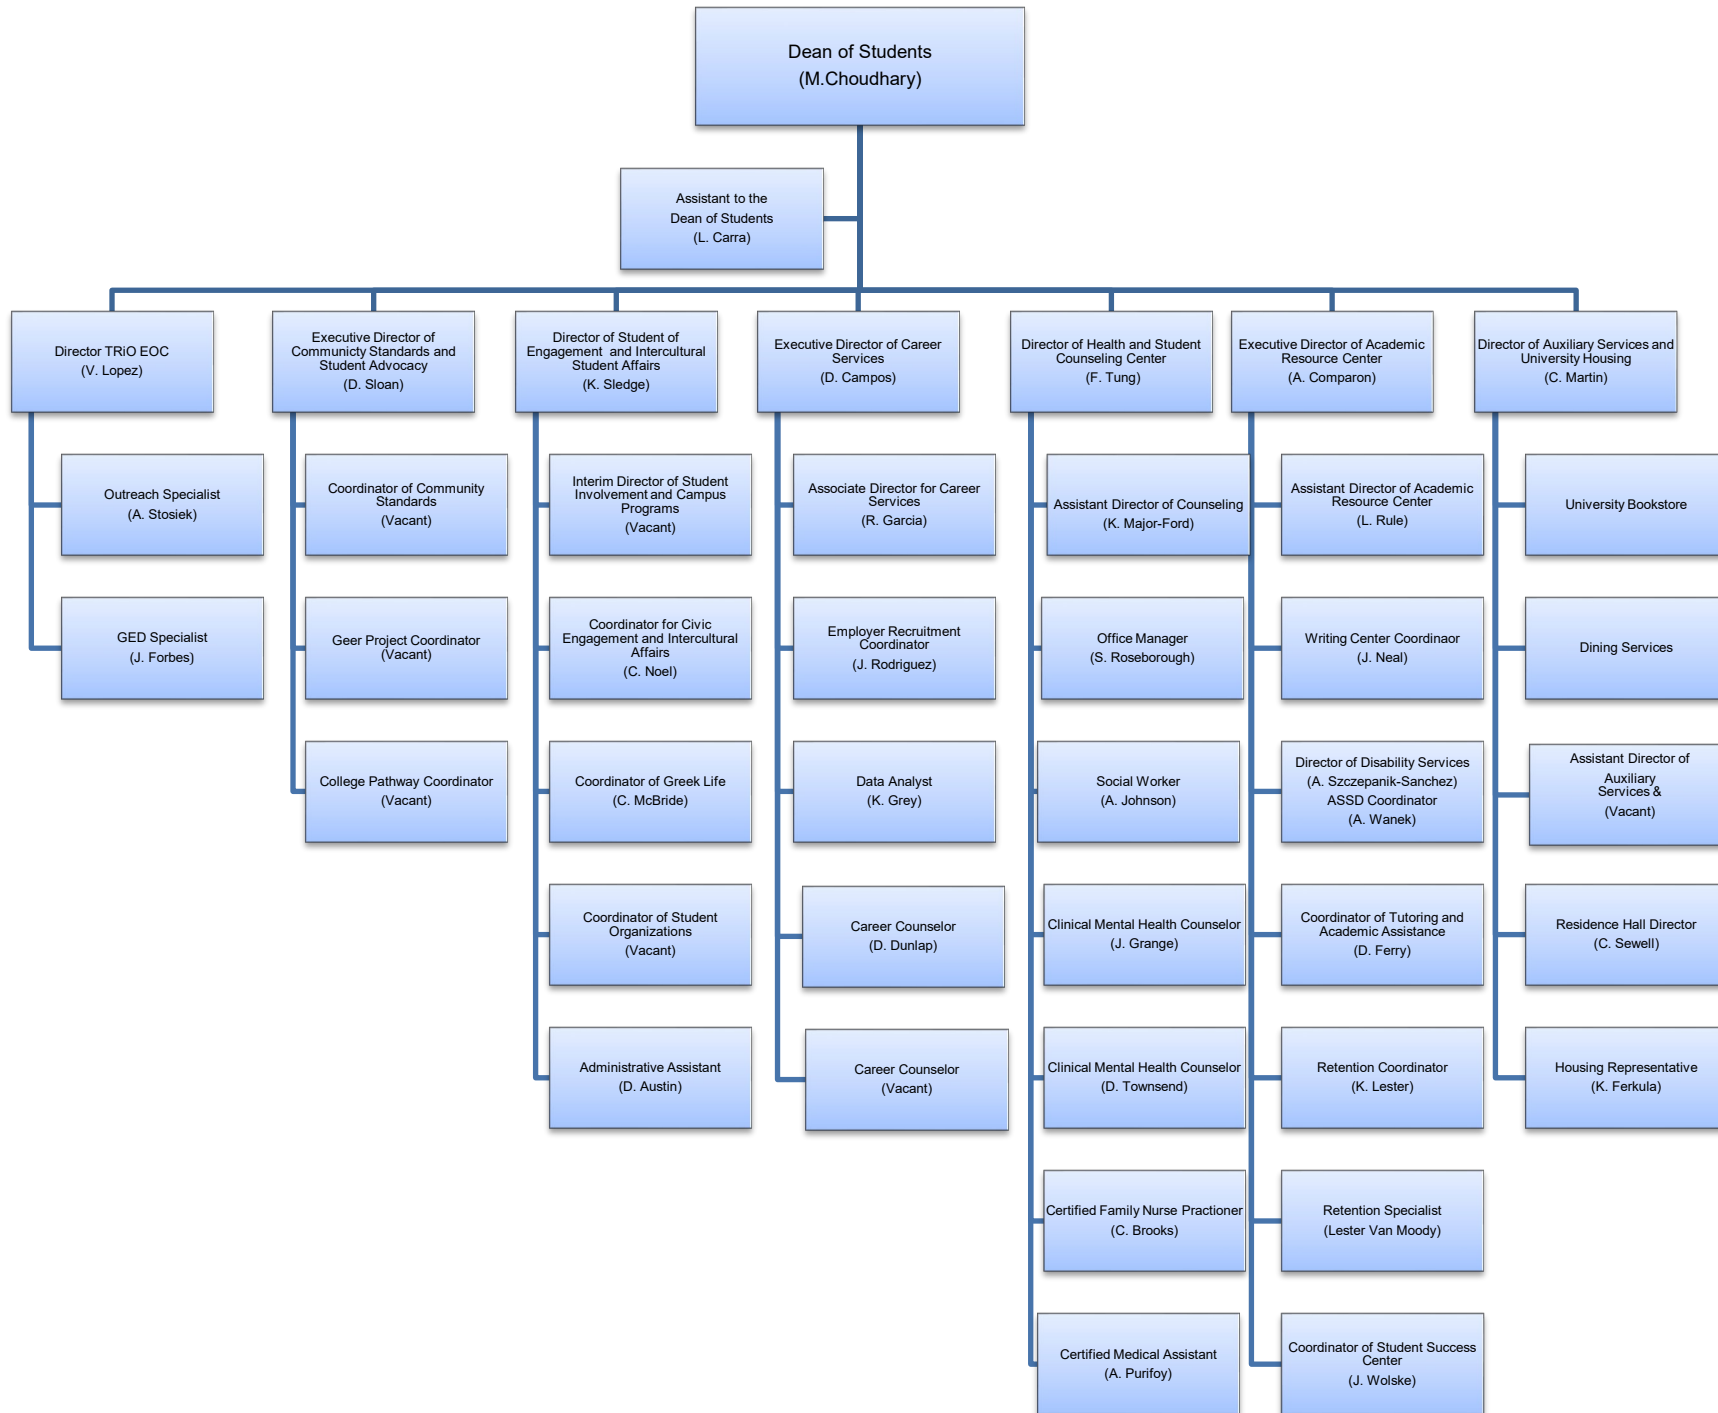 Dean of Students
(M.Choudhary)
Assistant to the
Dean of Students
(L. Carra)
Director TRiO EOC
(V. Lopez)
Executive Director of
Communicty Standards and
Student Advocacy
(D. Sloan)
Director of Student of
Engagement and Intercultural
Student Affairs
(K. Sledge)
Executive Director of Career
Services
(D. Campos)
Director of Health and Student
Counseling Center
(F. Tung)
Executive Director of Academic
Resource Center
(A. Comparon)
Director of Auxiliary Services and
University Housing
(C. Martin)
Outreach Specialist
(A. Stosiek)
GED Specialist
(J. Forbes)
Coordinator of Community
Standards
(Vacant)
Geer Project Coordinator
(Vacant)
College Pathway Coordinator
(Vacant)
Interim Director of Student
Involvement and Campus
Programs
(Vacant)
Coordinator for Civic
Engagement and Intercultural
Affairs
(C. Noel)
Coordinator of Greek Life
(C. McBride)
Coordinator of Student
Organizations
(Vacant)
Administrative Assistant
(D. Austin)
Associate Director for Career
Services
(R. Garcia)
Employer Recruitment
Coordinator
(J. Rodriguez)
Data Analyst
(K. Grey)
Career Counselor
(D. Dunlap)
Career Counselor
(Vacant)
Assistant Director of Counseling
(K. Major-Ford)
Office Manager
(S. Roseborough)
Social Worker
(A. Johnson)
Clinical Mental Health Counselor
(J. Grange)
Clinical Mental Health Counselor
(D. Townsend)
Certified Family Nurse Practioner
(C. Brooks)
Certified Medical Assistant
(A. Purifoy)
Assistant Director of Academic
Resource Center
(L. Rule)
Writing Center Coordinaor
(J. Neal)
Director of Disability Services
(A. Szczepanik-Sanchez)
ASSD Coordinator
(A. Wanek)
Coordinator of Tutoring and
Academic Assistance
(D. Ferry)
Retention Coordinator
(K. Lester)
Retention Specialist
(Lester Van Moody)
Coordinator of Student Success
Center
(J. Wolske)
University Bookstore
Dining Services
Assistant Director of
Auxiliary
Services &
(Vacant)
Residence Hall Director
(C. Sewell)
Housing Representative
(K. Ferkula)